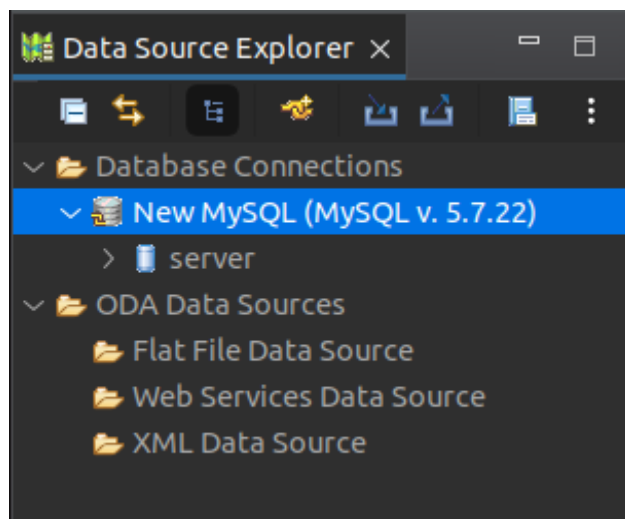 Data Source Explorer
Database Connections
New MySQL (MySQL v. 5.7.22)
server
ODA Data Sources
Flat File Data Source
Web Services Data Source
XML Data Source